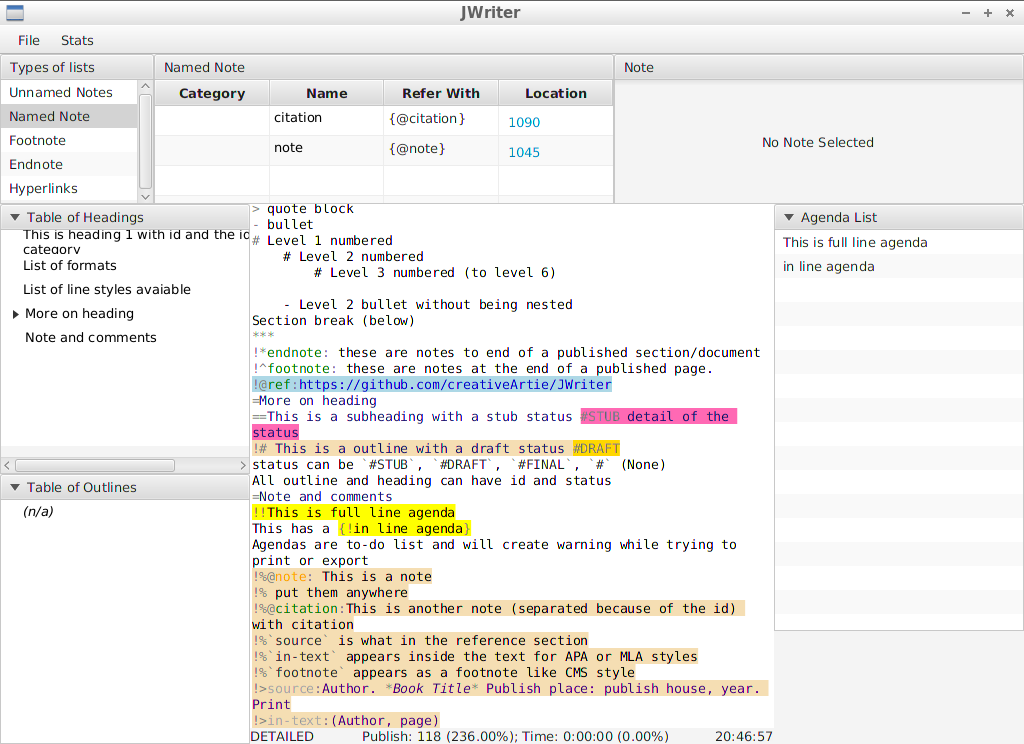 JWriter
File Stats
Types of lists
Unnamed Notes
Named Note
Footnote
Endnote
Hyperlinks
Named Note
Category Name Refer With Location
citation {@citation} 1090
note {@note} 1045
Note
No Note Selected
Table of Headings
This is heading 1 with id and the id
category
List of formats
List of line styles avaiable
More on heading
Note and comments
Table of Outlines
(n/a)
> quote block
- bullet
# Level 1 numbered
# Level 2 numbered
# Level 3 numbered (to level 6)
- Level 2 bullet without being nested
Section break (below)
***
!*endnote: these are notes to end of a published section/document
!^footnote: these are notes at the end of a published page.
!@ref:https://github.com/creativeArtie/JWriter
=More on heading
==This is a subheading with a stub status #STUB detail of the
status
!# This is a outline with a draft status #DRAFT
status can be `#STUB`, `#DRAFT`, `#FINAL`, `#` (None)
All outline and heading can have id and status
=Note and comments
!!This is full line agenda
This has a {!in line agenda}
Agendas are to-do list and will create warning while trying to
print or export
!%@note: This is a note
!% put them anywhere
!%@citation:This is another note (separated because of the id)
with citation
!%`source` is what in the reference section
!%`in-text` appears inside the text for APA or MLA styles
!%`footnote` appears as a footnote like CMS style
!>source:Author. *Book Title* Publish place: publish house, year.
Print
!>in-text:(Author, page)
DETAILED Publish: 118 (236.00%); Time: 0:00:00 (0.00%) 20:46:57
Agenda List
This is full line agenda
in line agenda